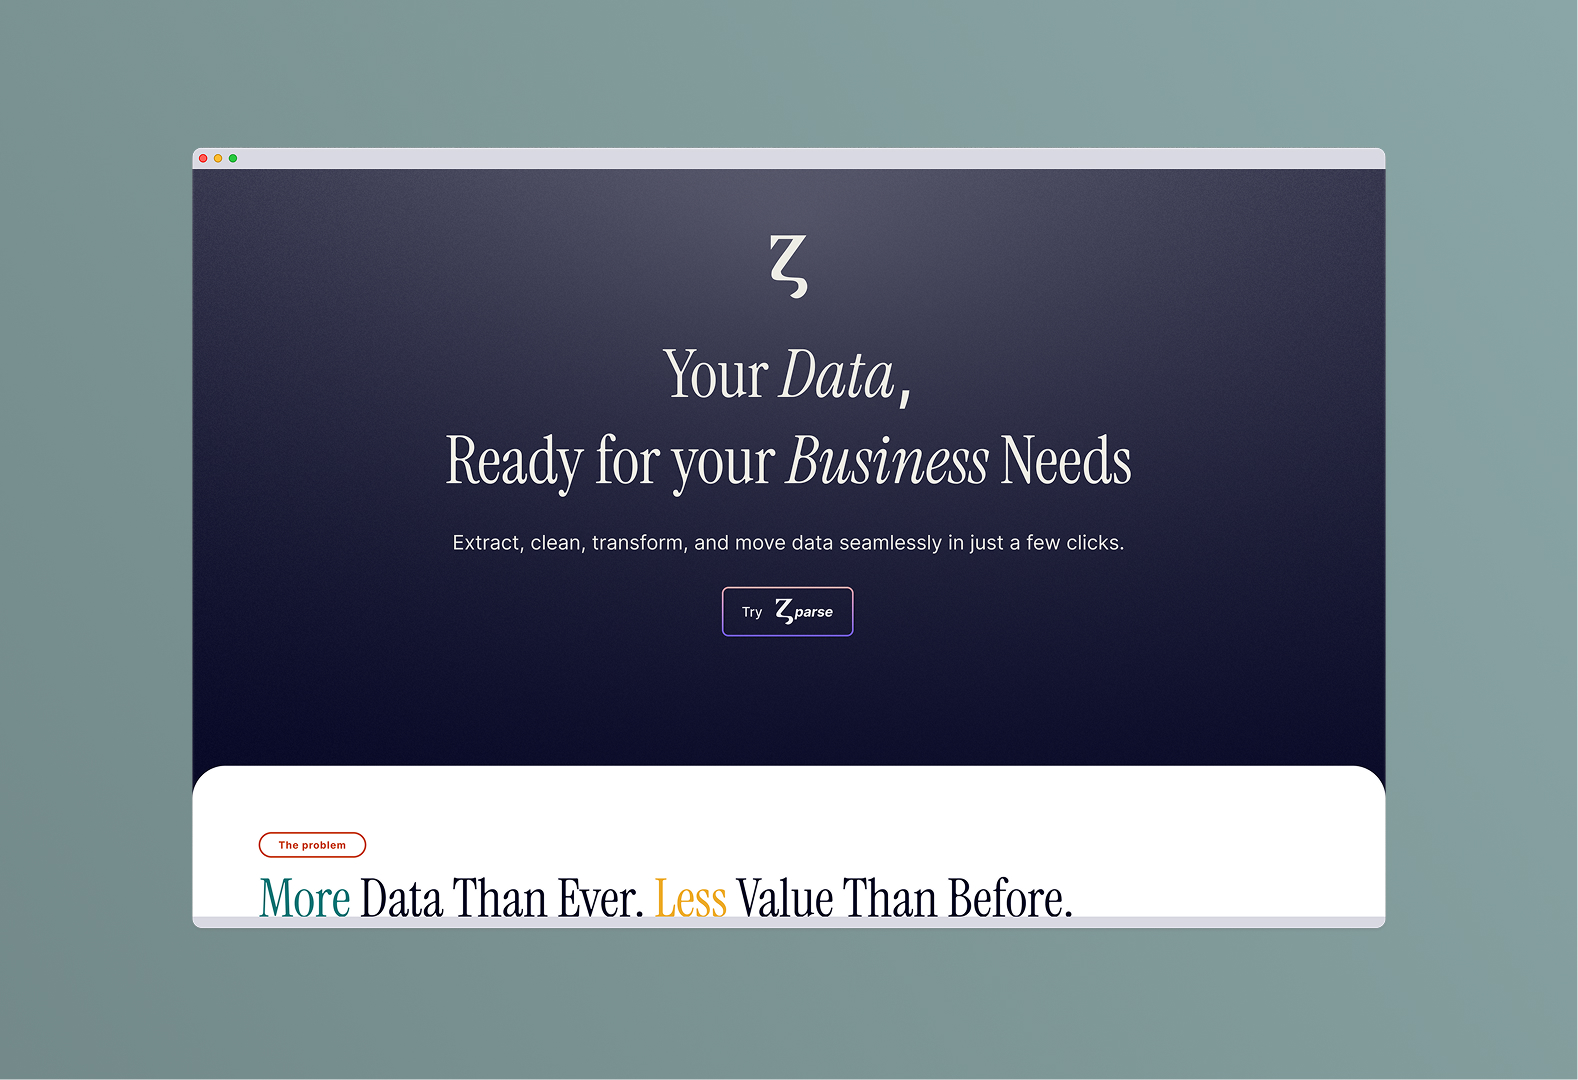 ζ
Your Data,
Ready for your Business Needs
Extract, clean, transform, and move data seamlessly in just a few clicks.
Try ζparse
The problem
More Data Than Ever. Less Value Than Before.